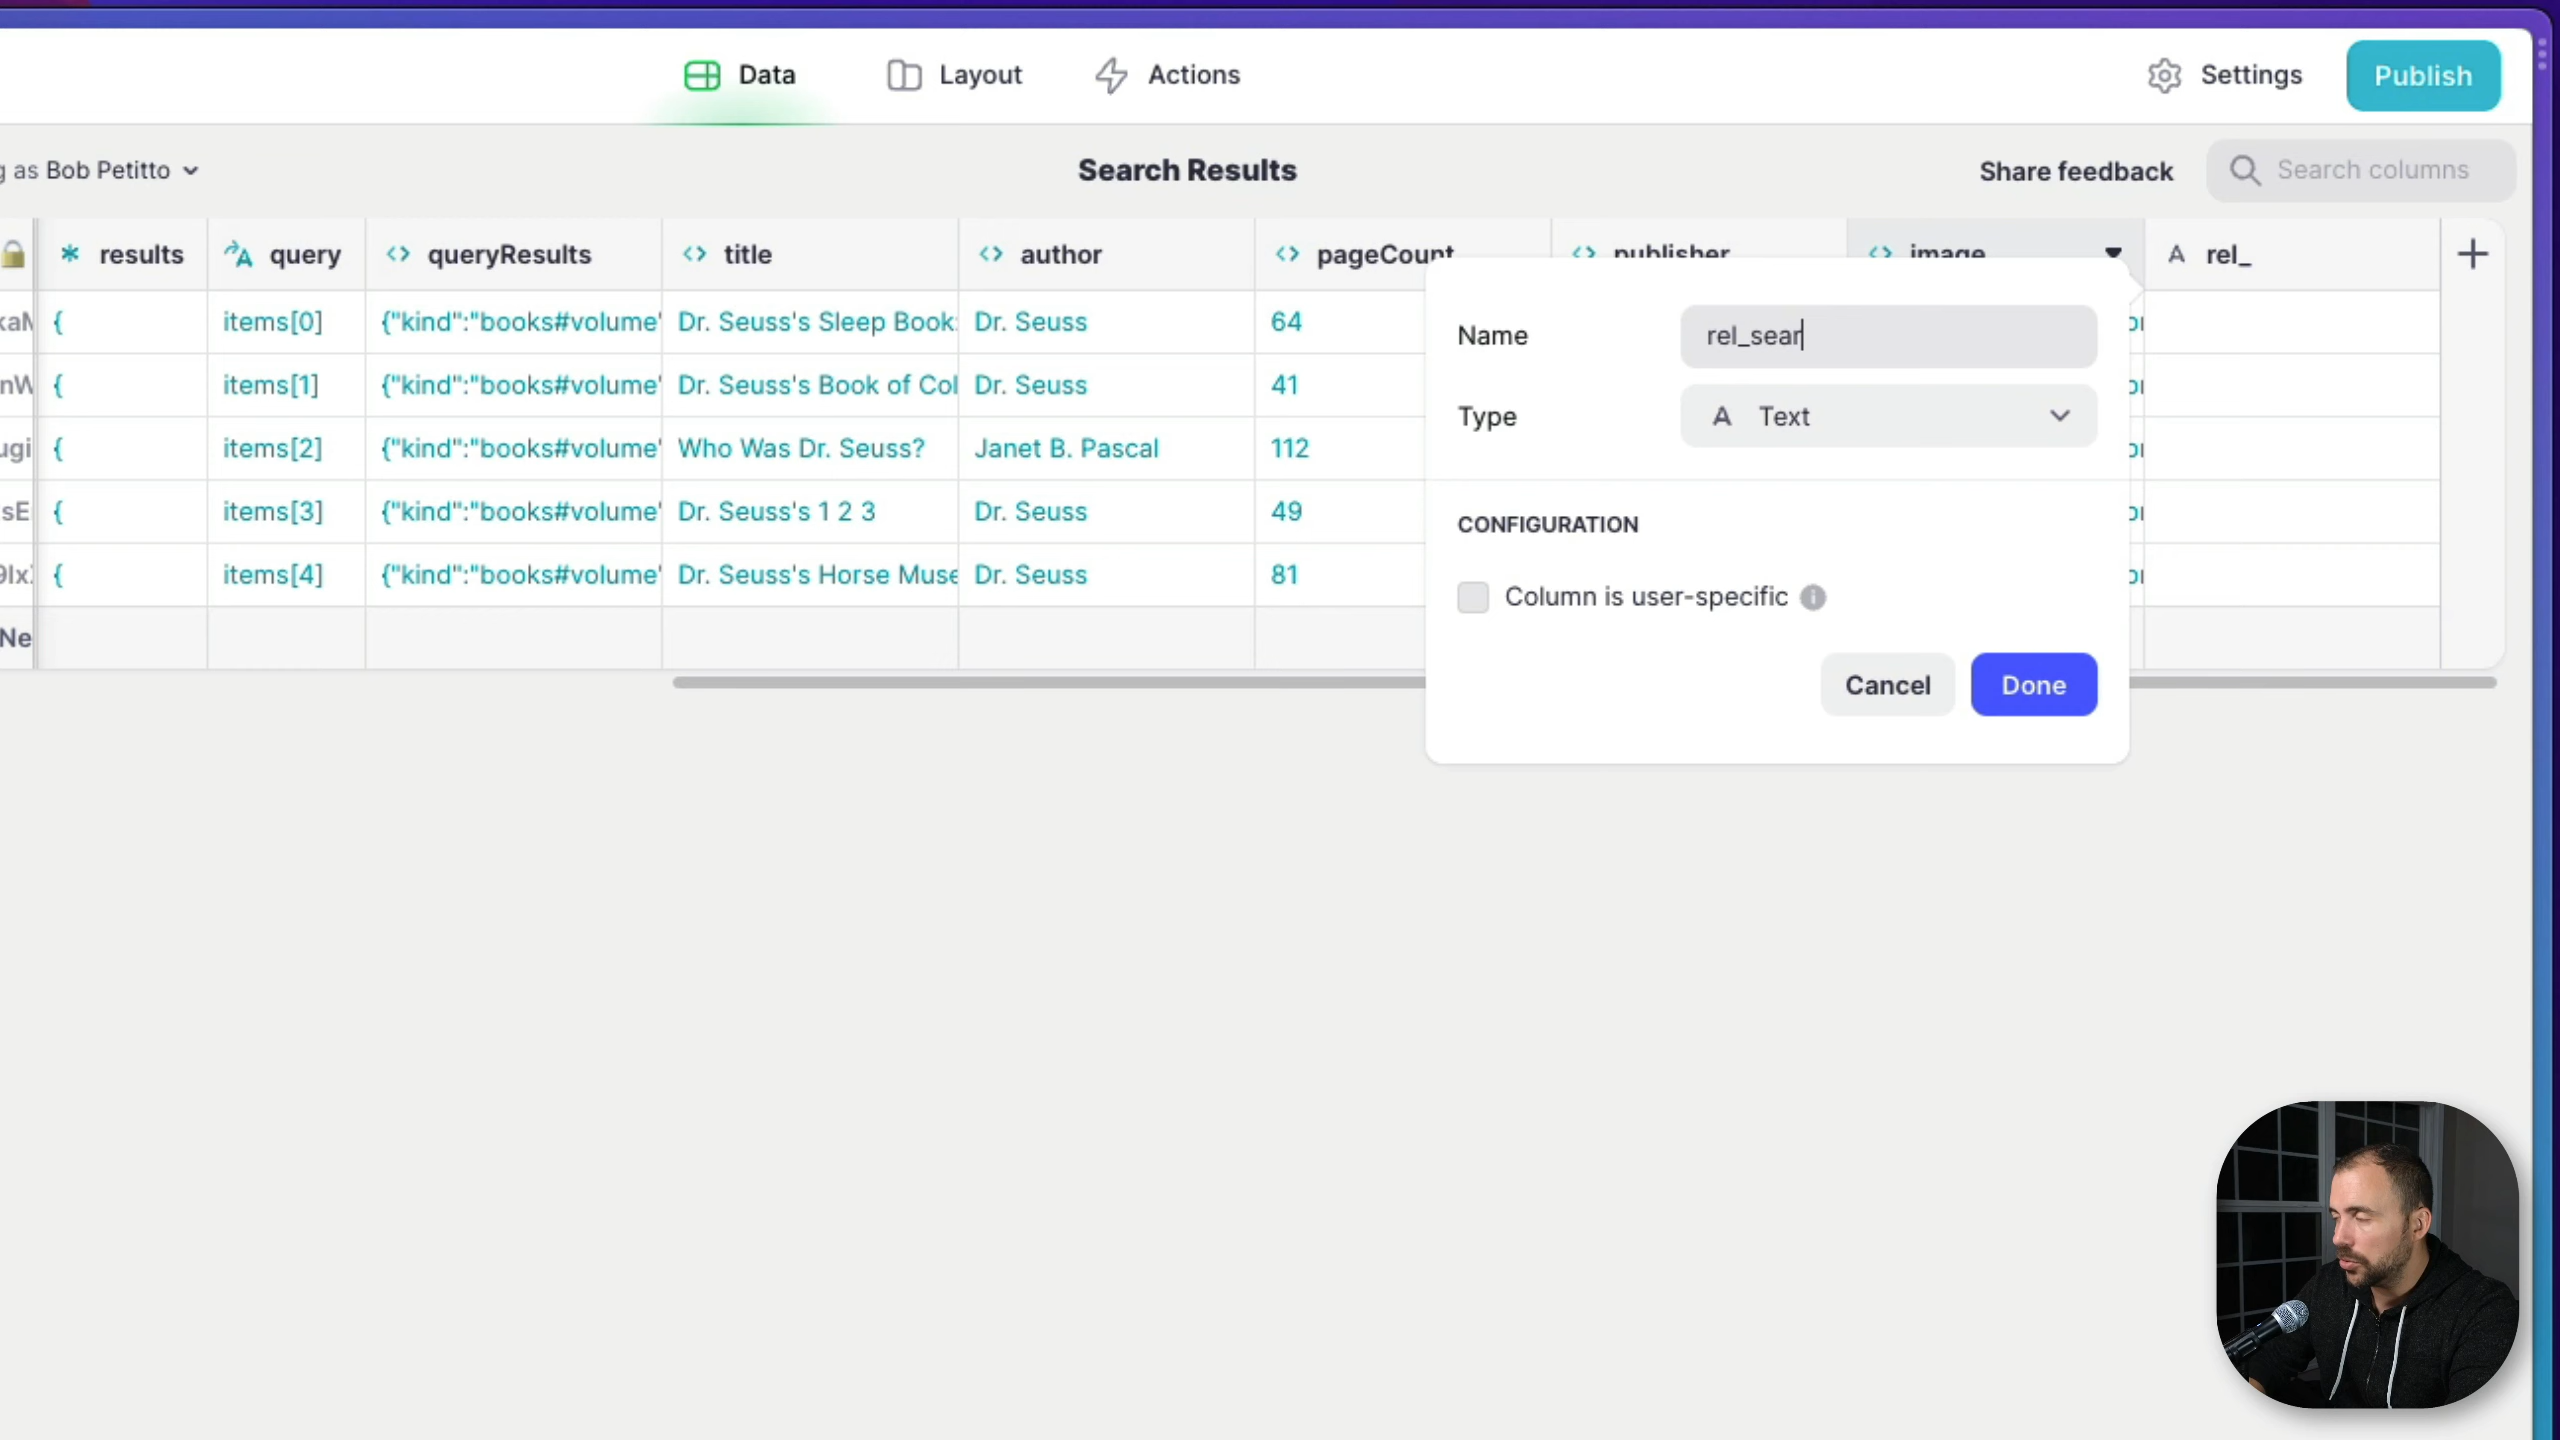 Data
Layout
Actions
Settings
Publish
g as Bob Petitto
Search Results
Share feedback
Search columns
results query queryResults title author pageCount publisher image rel_
{ items[0] {"kind":"books#volume" Dr. Seuss's Sleep Book: Dr. Seuss 64
{ items[1] {"kind":"books#volume" Dr. Seuss's Book of Col Dr. Seuss 41
ugi { items[2] {"kind":"books#volume" Who Was Dr. Seuss? Janet B. Pascal 112
sE { items[3] {"kind":"books#volume" Dr. Seuss's 1 2 3 Dr. Seuss 49
{ items[4] {"kind":"books#volume" Dr. Seuss's Horse Muse Dr. Seuss 81
Ne
Name rel_sear
Type A Text
CONFIGURATION
Column is user-specific
Cancel
Done